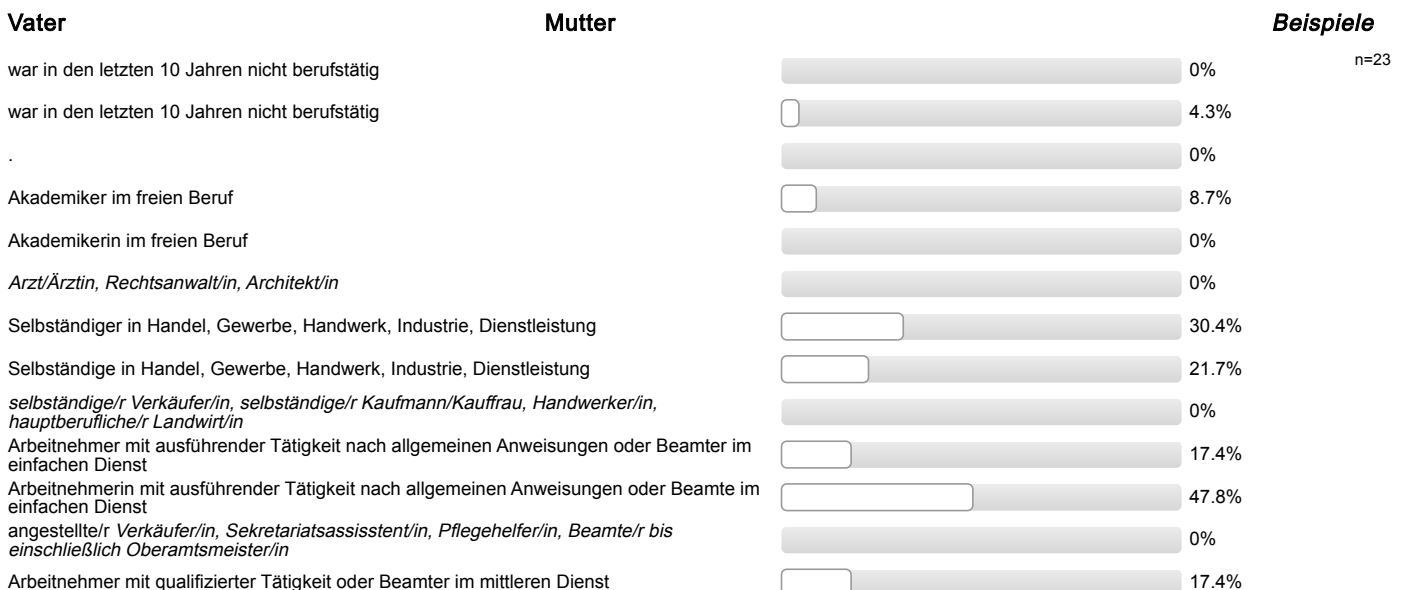 Vater Mutter Beispiele
n=23
war in den letzten 10 Jahren nicht berufstätig 0%
war in den letzten 10 Jahren nicht berufstätig 4.3%
. 0%
Akademiker im freien Beruf 8.7%
Akademikerin im freien Beruf 0%
Arzt/Ärztin, Rechtsanwalt/in, Architekt/in 0%
Selbständiger in Handel, Gewerbe, Handwerk, Industrie, Dienstleistung 30.4%
Selbständige in Handel, Gewerbe, Handwerk, Industrie, Dienstleistung 21.7%
selbständige/r Verkäufer/in, selbständige/r Kaufmann/Kauffrau, Handwerker/in,
hauptberufliche/r Landwirt/in 0%
Arbeitnehmer mit ausführender Tätigkeit nach allgemeinen Anweisungen oder Beamter im
einfachen Dienst 17.4%
Arbeitnehmerin mit ausführender Tätigkeit nach allgemeinen Anweisungen oder Beamte im
einfachen Dienst 47.8%
angestellte/r Verkäufer/in, Sekretariatsassisstent/in, Pflegehelfer/in, Beamte/r bis
einschließlich Oberamtsmeister/in 0%
Arbeitnehmer mit qualifizierter Tätigkeit oder Beamter im mittleren Dienst 17.4%